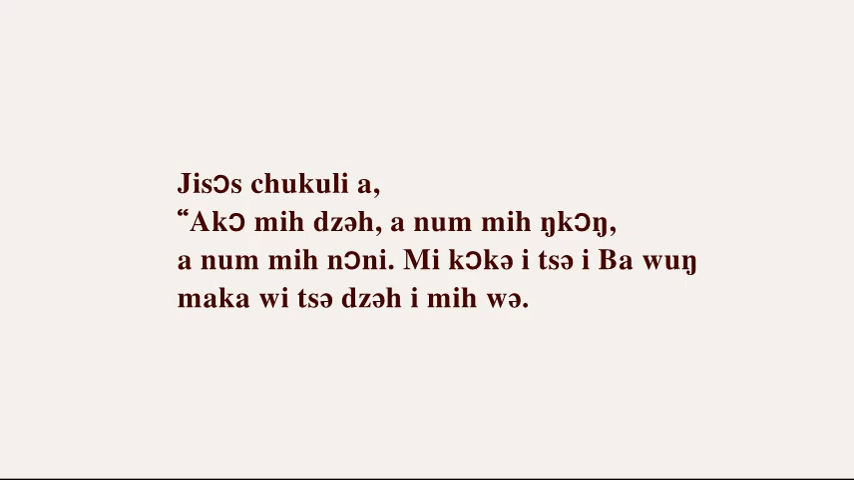 Jisɔs chukuli a,
“Akɔ mih dzəh, a num mih ŋkɔŋ,
a num mih nɔni. Mi kɔkə i tsə i Ba wuŋ
maka wi tsə dzəh i mih wə.